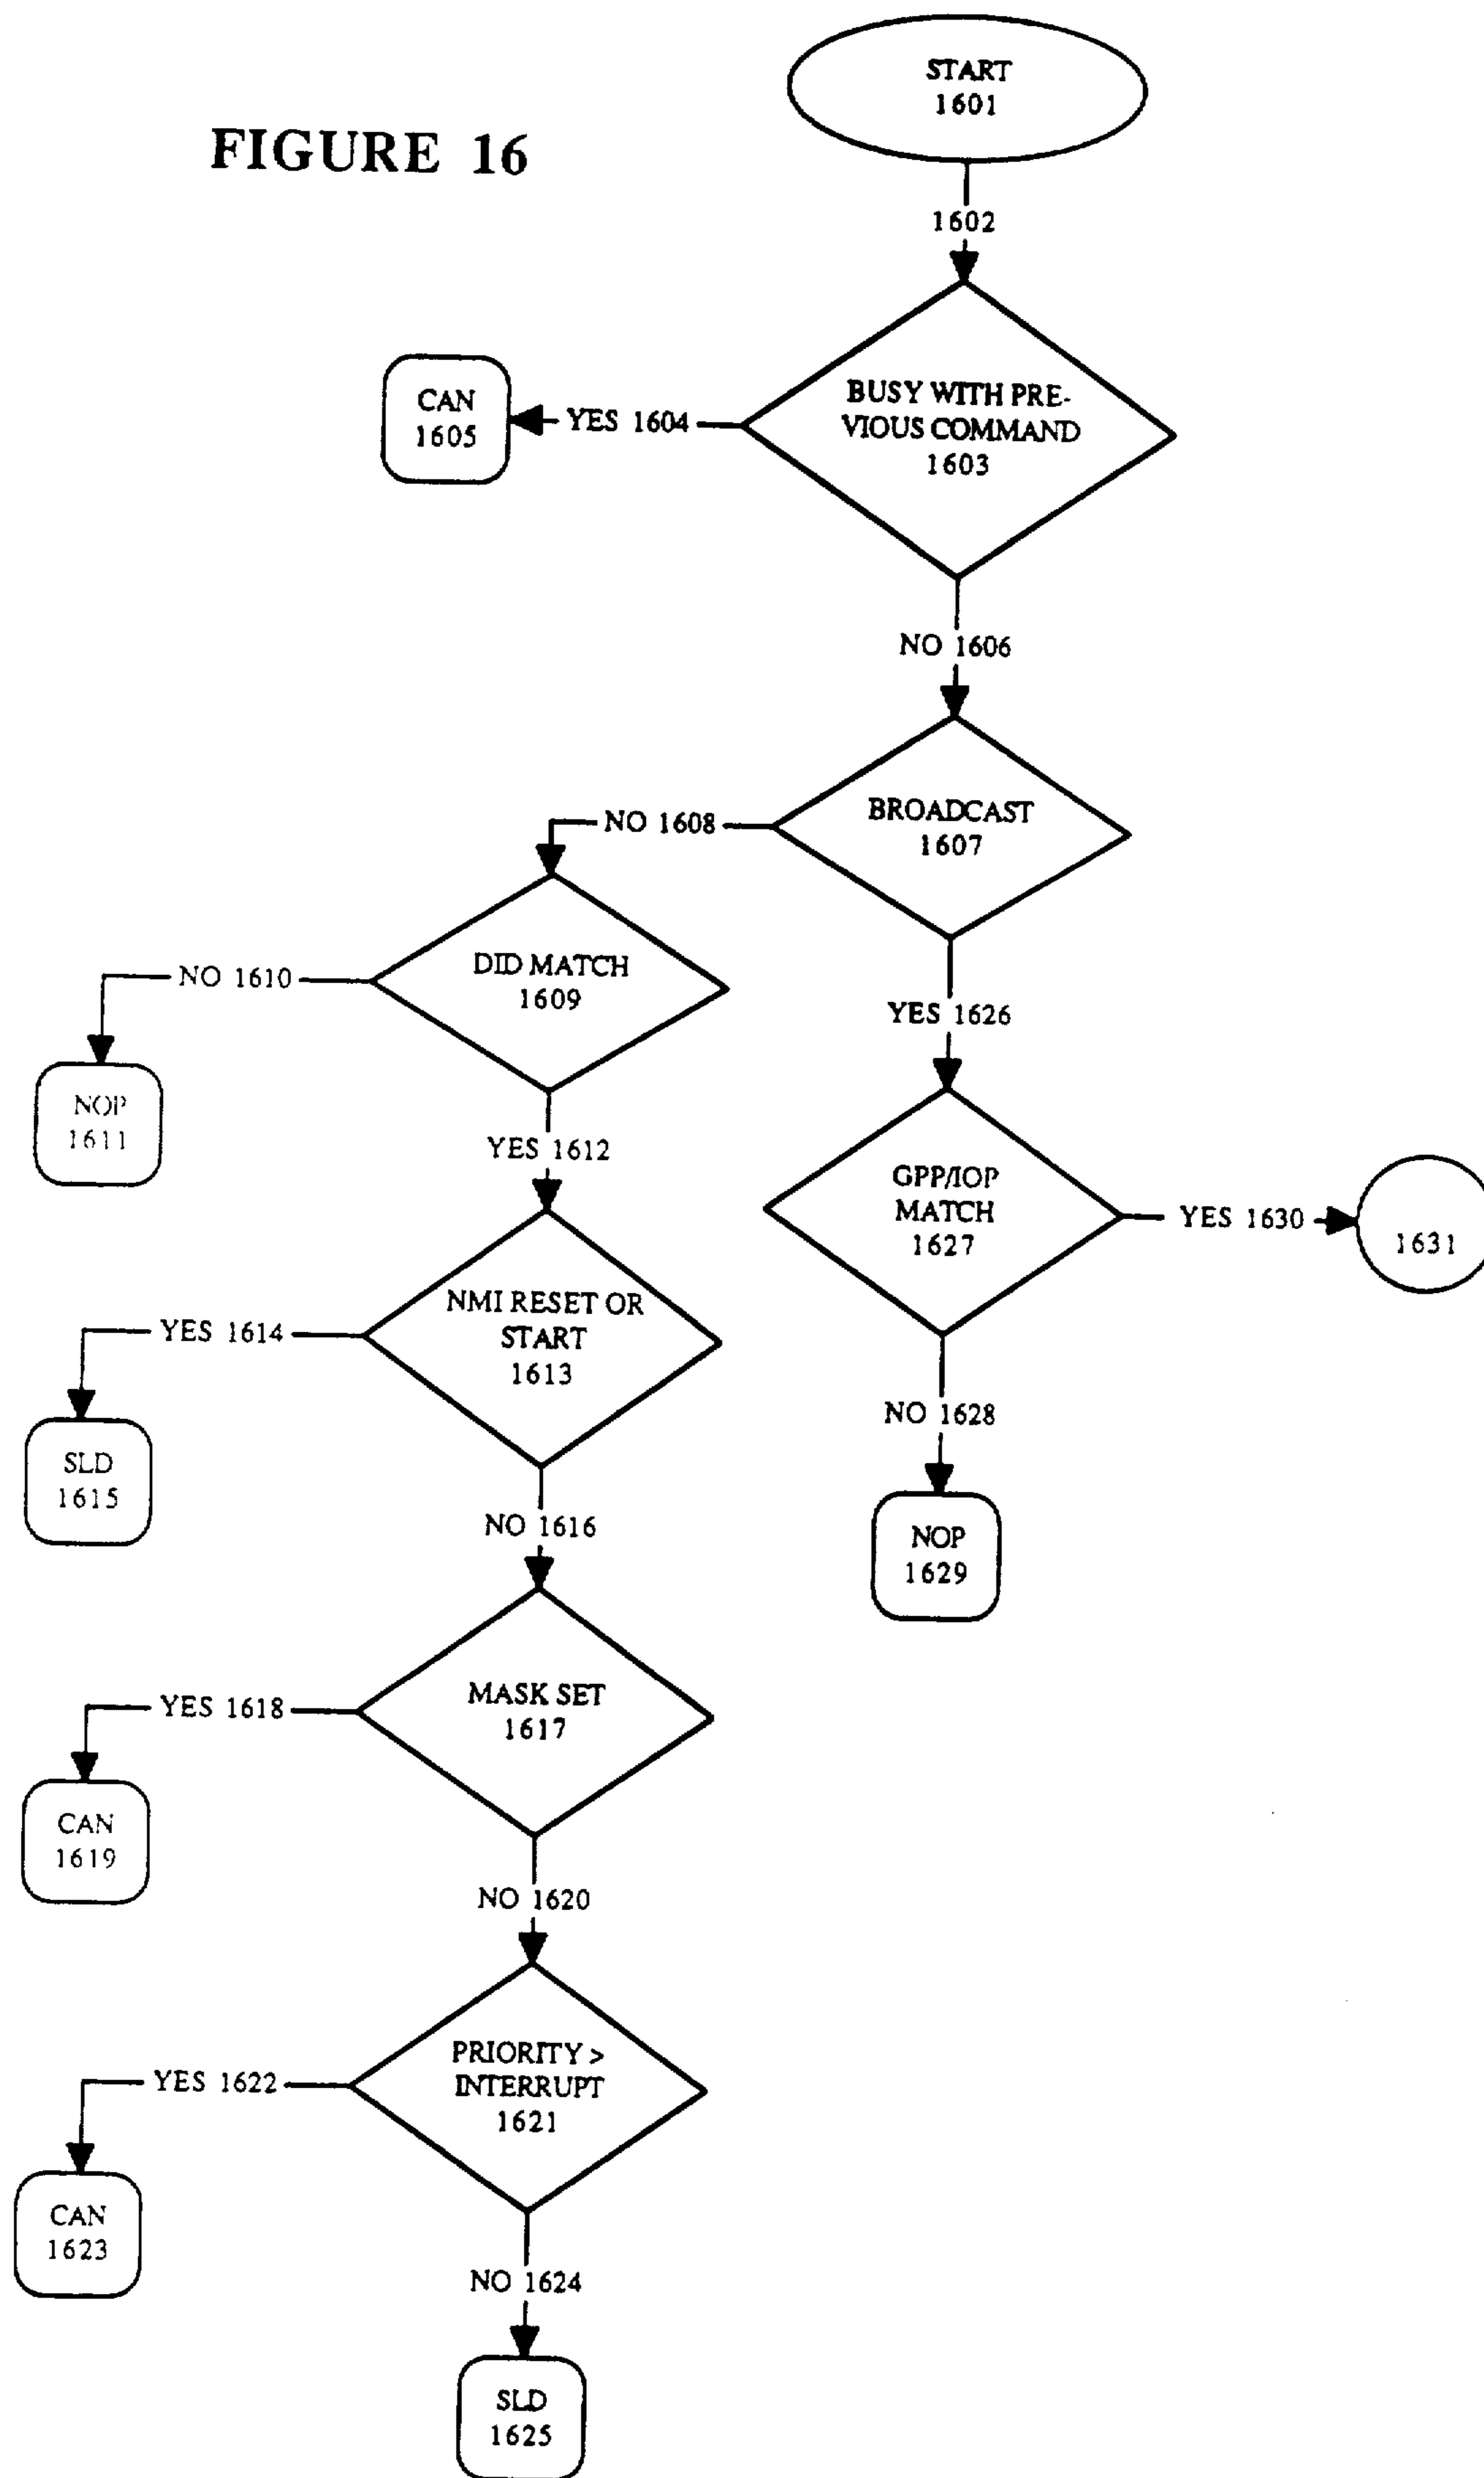 FIGURE 16
START
1601
1602
BUSY WITH PRE-
VIOUS COMMAND
1603
YES 1604
CAN
1605
NO 1606
BROADCAST
1607
NO 1608
DID MATCH
1609
NO 1610
NOP
1611
YES 1612
NMI RESET OR
START
1613
YES 1614
SLD
1615
NO 1616
MASK SET
1617
YES 1618
CAN
1619
NO 1620
PRIORITY >
INTERRUPT
1621
YES 1622
CAN
1623
NO 1624
SLD
1625
YES 1626
GPP/IOP
MATCH
1627
YES 1630
1631
NO 1628
NOP
1629